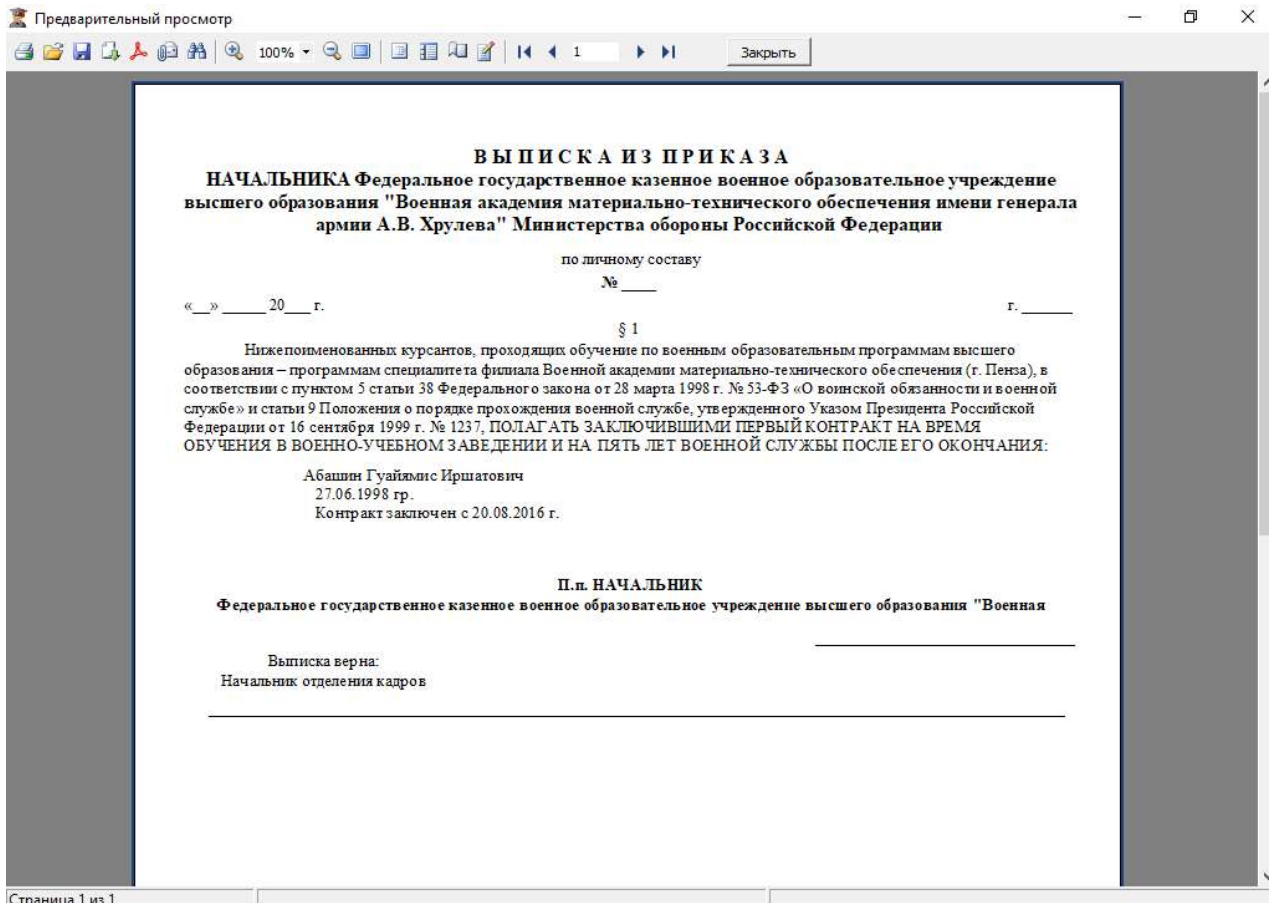 Предварительный просмотр
100%
1
Закрыть
В Ы П И С К А И З П Р И К А З А
НАЧАЛЬНИКА Федеральное государственное казенное военное образовательное учреждение
высшего образования "Военная академия материально-технического обеспечения имени генерала
армии А.В. Хрулева" Министерства обороны Российской Федерации
по личному составу
№ ____
«__» ______ 20___ г. г. ______
§ 1
Нижепоименованных курсантов, проходящих обучение по военным образовательным программам высшего
образования – программам специалитета филиала Военной академии материально-технического обеспечения (г. Пенза), в
соответствии с пунктом 5 статьи 38 Федерального закона от 28 марта 1998 г. № 53-ФЗ «О воинской обязанности и военной
службе» и статьи 9 Положения о порядке прохождения военной службе, утвержденного Указом Президента Российской
Федерации от 16 сентября 1999 г. № 1237, ПОЛАГАТЬ ЗАКЛЮЧИВШИМИ ПЕРВЫЙ КОНТРАКТ НА ВРЕМЯ
ОБУЧЕНИЯ В ВОЕННО-УЧЕБНОМ ЗАВЕДЕНИИ И НА ПЯТЬ ЛЕТ ВОЕННОЙ СЛУЖБЫ ПОСЛЕ ЕГО ОКОНЧАНИЯ:
Абашин Гуайямис Иршатович
27.06.1998 гр.
Контракт заключен с 20.08.2016 г.
П.п. НАЧАЛЬНИК
Федеральное государственное казенное военное образовательное учреждение высшего образования "Военная
Выписка верна:
Начальник отделения кадров
Страница 1 из 1